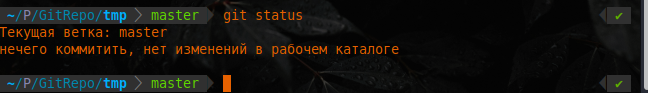 ~/P/GitRepo/tmp master git status ✔
Текущая ветка: master
нечего коммитить, нет изменений в рабочем каталоге
~/P/GitRepo/tmp master ✔